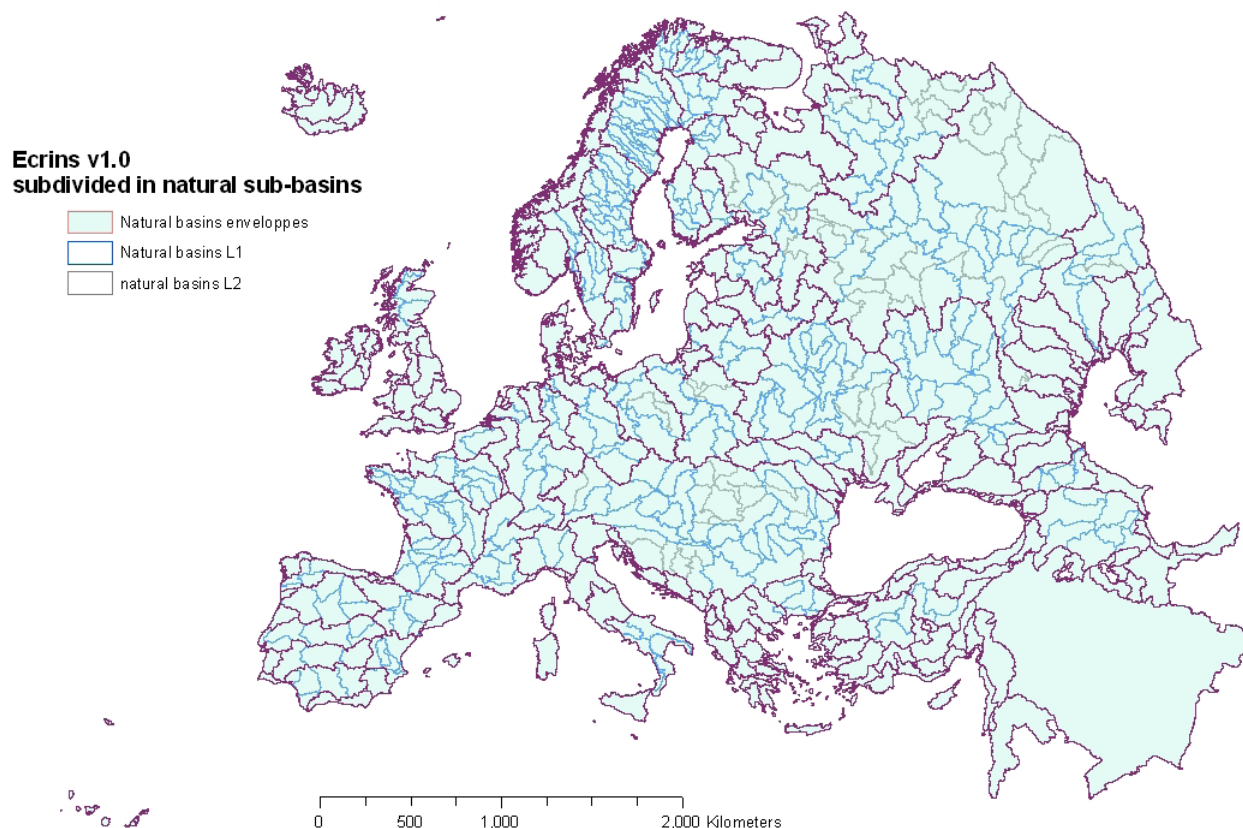 Ecrins v1.0
subdivided in natural sub-basins
Natural basins enveloppes
Natural basins L1
natural basins L2
0 500 1.000 2.000 Kilometers